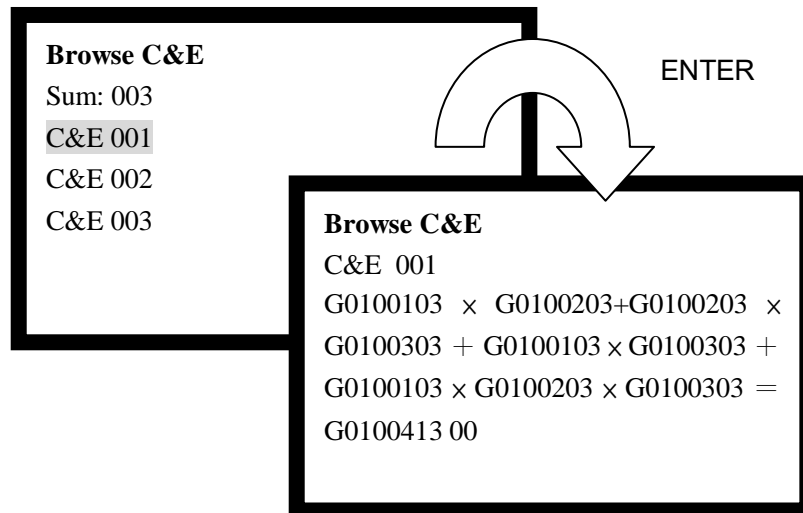 Browse C&E
Sum: 003
C&E 001
C&E 002
C&E 003
ENTER
Browse C&E
C&E 001
G0100103 × G0100203+G0100203 ×
G0100303 + G0100103 × G0100303 +
G0100103 × G0100203 × G0100303 =
G0100413 00